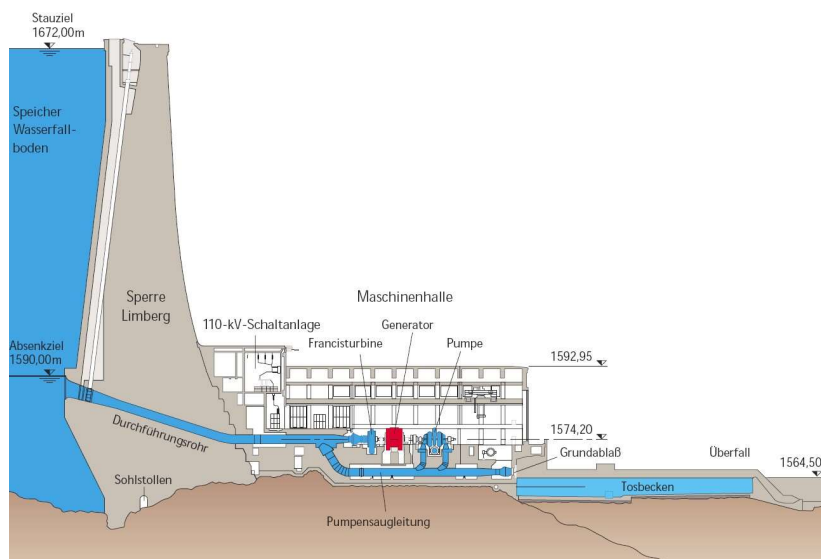 Stauziel
1672,00m
Speicher
Wasserfall-
boden
Sperre
Limberg
Maschinenhalle
110-kV-Schaltanlage
Generator
Francisturbine
Pumpe
Absenkziel
1590,00m
1592,95
1574,20
Durchführungsrohr
Grundablaß
Überfall
1564,50
Sohlstollen
Tosbecken
Pumpensaugleitung